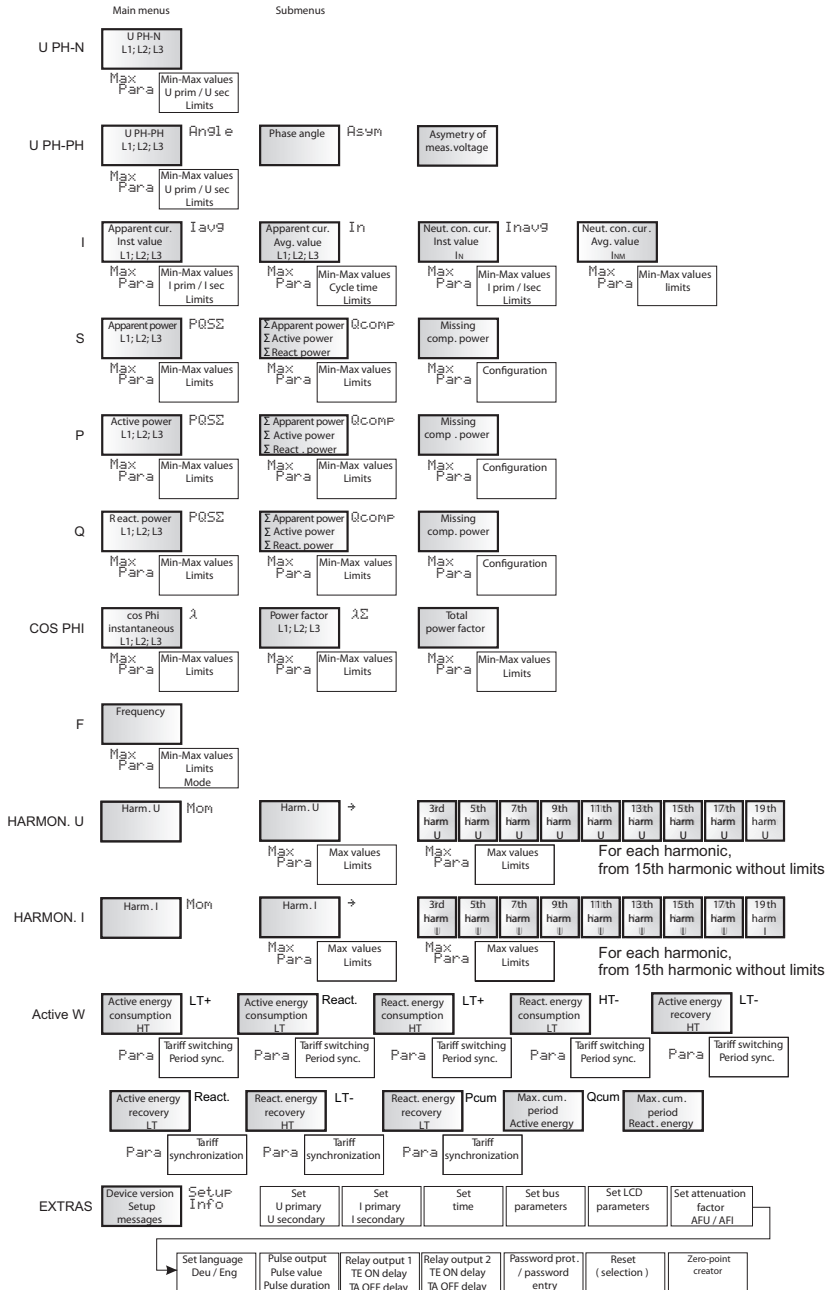 Main menus Submenus
U PH-N
U PH-N
L1; L2; L3
Max
Para
Min-Max values
U prim / U sec
Limits
U PH-PH
U PH-PH
L1; L2; L3
Angle
Phase angle
Asym
Asymetry of
meas.voltage
Max
Para
Min-Max values
U prim / U sec
Limits
I
Apparent cur.
Inst value
L1; L2; L3
Iavg
Apparent cur.
Avg. value
L1; L2; L3
In
Neut. con. cur.
Inst value
IN
Inavg
Neut. con. cur.
Avg. value
INM
Max
Para
Min-Max values
I prim / I sec
Limits
Max
Para
Min-Max values
Cycle time
Limits
Max
Para
Min-Max values
I prim / Isec
Limits
Max
Para
Min-Max values
limits
S
Apparent power
L1; L2; L3
PQSΣ
Σ Apparent power
Σ Active power
Σ React. power
Qcomp
Missing
comp. power
Max
Para
Min-Max values
Limits
Max
Para
Min-Max values
Limits
Max
Para
Configuration
P
Active power
L1; L2; L3
PQSΣ
Σ Apparent power
Σ Active power
Σ React . power
Qcomp
Missing
comp . power
Max
Para
Min-Max values
Limits
Max
Para
Min-Max values
Limits
Max
Para
Configuration
Q
React. power
L1; L2; L3
PQSΣ
Σ Apparent power
Σ Active power
Σ React. power
Qcomp
Missing
comp. power
Max
Para
Min-Max values
Limits
Max
Para
Min-Max values
Limits
Max
Para
Configuration
COS PHI
cos Phi
instantaneous
L1; L2; L3
λ
Power factor
L1; L2; L3
λΣ
Total
power factor
Max
Para
Min-Max values
Limits
Max
Para
Min-Max values
Limits
Max
Para
Min-Max values
Limits
F
Frequency
Max
Para
Min-Max values
Limits
Mode
HARMON. U
Harm. U
Mom
Harm. U
→
3rd
harm
U
5th
harm
U
7th
harm
U
9th
harm
U
11th
harm
U
13th
harm
U
15th
harm
U
17th
harm
U
19th
harm
U
Max
Para
Max values
Limits
Max
Para
Max values
Limits
For each harmonic,
from 15th harmonic without limits
HARMON. I
Harm. I
Mom
Harm. I
→
3rd
harm
5th
harm
7th
harm
9th
harm
11th
harm
13th
harm
15th
harm
17th
harm
19th
harm
I
Max
Para
Max values
Limits
Max
Para
Max values
Limits
For each harmonic,
from 15th harmonic without limits
Active W
Active energy
consumption
HT
LT+
Active energy
consumption
LT
React.
React. energy
consumption
HT
LT+
React. energy
consumption
LT
HT-
Active energy
recovery
HT
LT-
Para
Tariff switching
Period sync.
Para
Tariff switching
Period sync.
Para
Tariff switching
Period sync.
Para
Tariff switching
Period sync.
Para
Tariff switching
Period sync.
Active energy
recovery
LT
React.
React. energy
recovery
HT
LT-
React. energy
recovery
LT
Pcum
Max. cum.
period
Active energy
Qcum
Max. cum.
period
React . energy
Para
Tariff
synchronization
Para
Tariff
synchronization
Para
Tariff
synchronization
EXTRAS
Device version
Setup
messages
Setup
Info
Set
U primary
U secondary
Set
I primary
I secondary
Set
time
Set bus
parameters
Set LCD
parameters
Set attenuation
factor
AFU / AFI
Set language
Deu / Eng
Pulse output
Pulse value
Pulse duration
Relay output 1
TE ON delay
TA OFF delay
Relay output 2
TE ON delay
TA OFF delay
Password prot.
/ password
entry
Reset
( selection )
Zero-point
creator